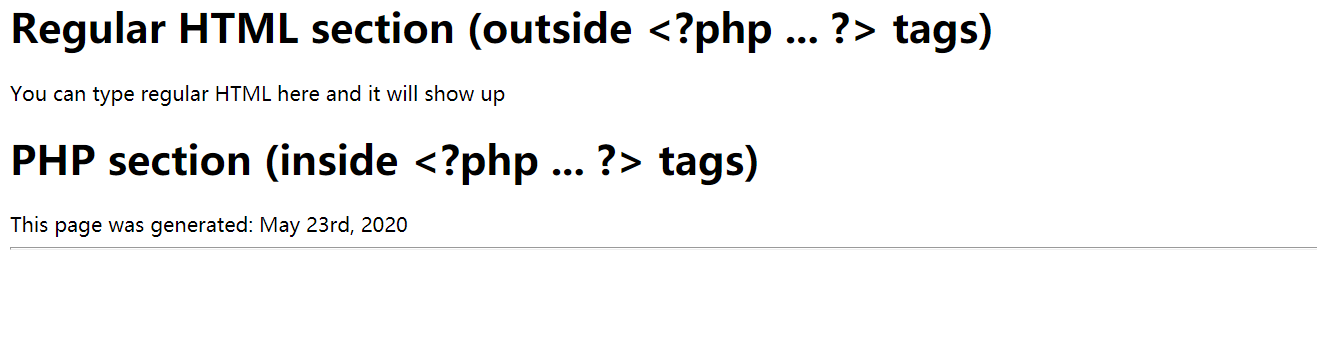 Regular HTML section (outside <?php ... ?> tags)
You can type regular HTML here and it will show up
PHP section (inside <?php ... ?> tags)
This page was generated: May 23rd, 2020